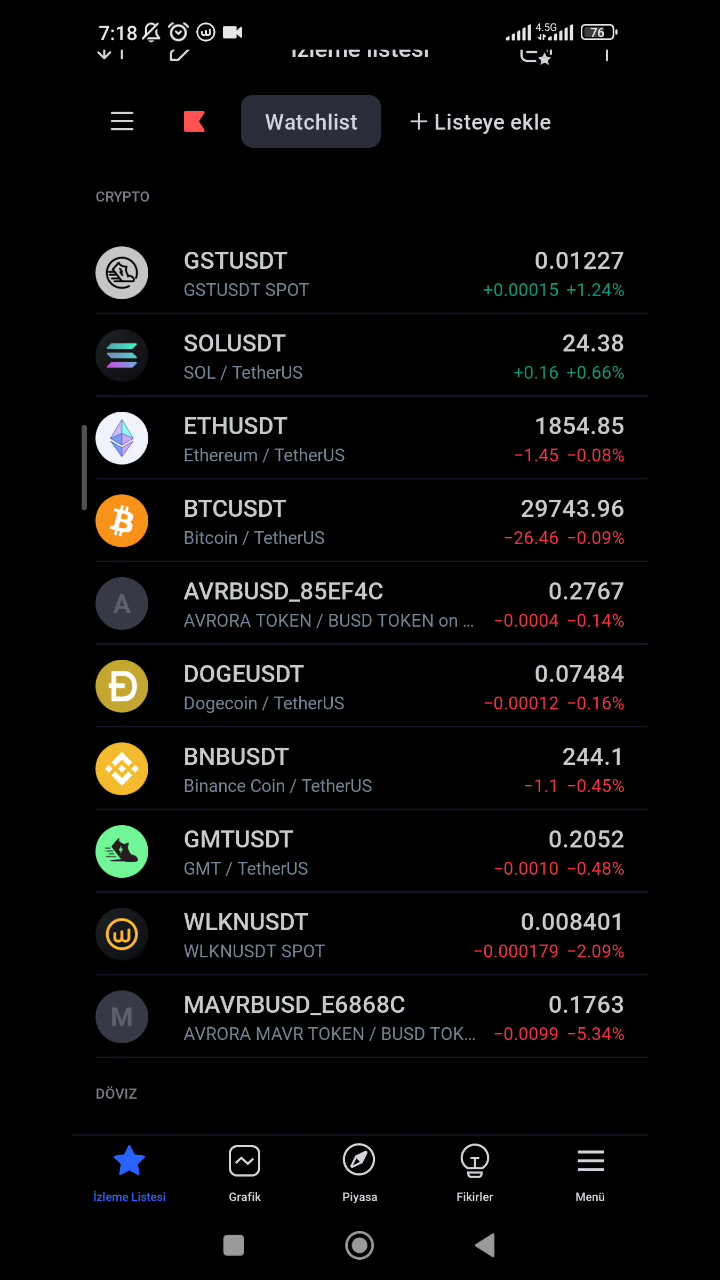 7:18 4.5G 76
İzleme listesi
Watchlist + Listeye ekle
CRYPTO
GSTUSDT 0.01227
GSTUSDT SPOT +0.00015 +1.24%
SOLUSDT 24.38
SOL / TetherUS +0.16 +0.66%
ETHUSDT 1854.85
Ethereum / TetherUS −1.45 −0.08%
BTCUSDT 29743.96
Bitcoin / TetherUS −26.46 −0.09%
A AVRBUSD_85EF4C 0.2767
AVRORA TOKEN / BUSD TOKEN on ... −0.0004 −0.14%
DOGEUSDT 0.07484
Dogecoin / TetherUS −0.00012 −0.16%
BNBUSDT 244.1
Binance Coin / TetherUS −1.1 −0.45%
GMTUSDT 0.2052
GMT / TetherUS −0.0010 −0.48%
WLKNUSDT 0.008401
WLKNUSDT SPOT −0.000179 −2.09%
M MAVRBUSD_E6868C 0.1763
AVRORA MAVR TOKEN / BUSD TOK... −0.0099 −5.34%
DÖVIZ
İzleme Listesi Grafik Piyasa Fikirler Menü